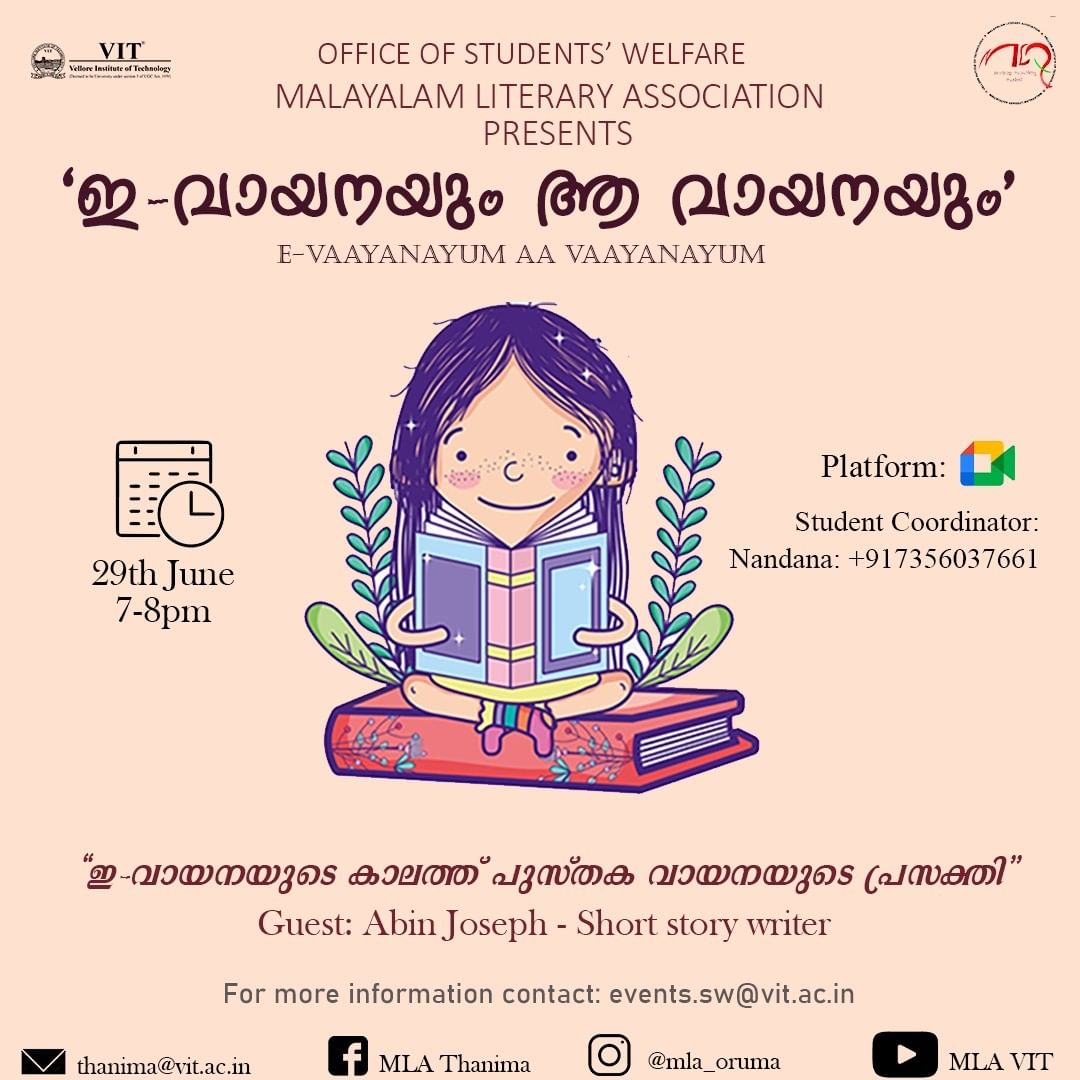 VIT®
Vellore Institute of Technology
(Deemed to be University under section 3 of UGC Act, 1956)
OFFICE OF STUDENTS' WELFARE
MALAYALAM LITERARY ASSOCIATION
PRESENTS
'ഇ-വായനയും ആ വായനയും'
E-VAAYANAYUM AA VAAYANAYUM
29th June
7-8pm
Platform:
Student Coordinator:
Nandana: +917356037661
"ഇ-വായനയുടെ കാലത്ത് പുസ്തക വായനയുടെ പ്രസക്തി"
Guest: Abin Joseph - Short story writer
For more information contact: events.sw@vit.ac.in
thanima@vit.ac.in
MLA Thanima
@mla_oruma
MLA VIT